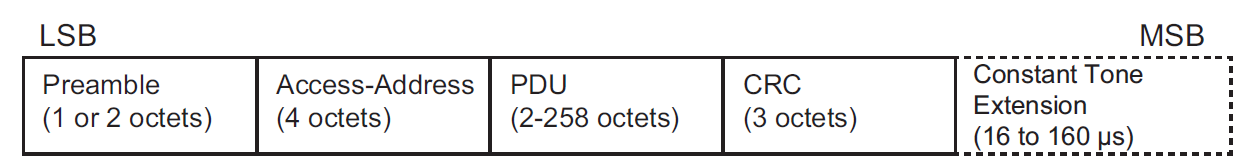 LSB
MSB
Preamble
(1 or 2 octets)
Access-Address
(4 octets)
PDU
(2-258 octets)
CRC
(3 octets)
Constant Tone
Extension
(16 to 160 µs)